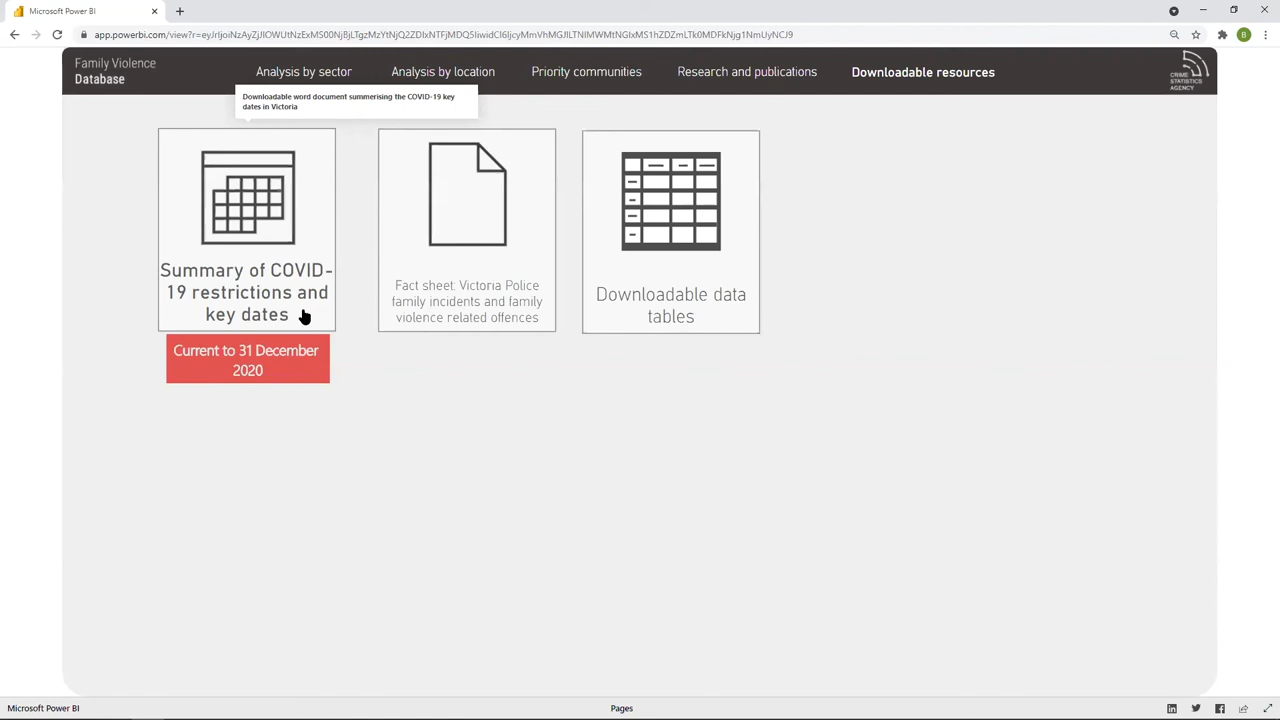 Microsoft Power BI
app.powerbi.com/view?r=
B
Family Violence
Database
Analysis by sector
Analysis by location
Priority communities
Research and publications
Downloadable resources
CRIME
STATISTICS
AGENCY
Downloadable word document summerising the COVID-19 key
dates in Victoria
Summary of COVID-
19 restrictions and
key dates
Current to 31 December
2020
Fact sheet: Victoria Police
family incidents and family
violence related offences
Downloadable data
tables
Microsoft Power BI
Pages